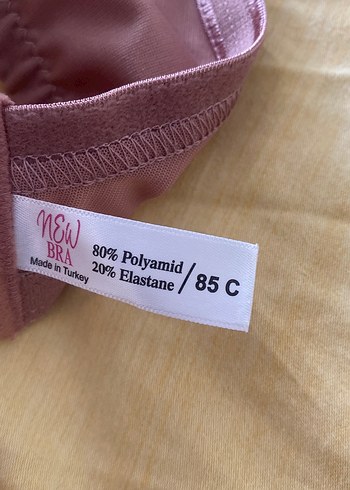 NEW
BRA
Made in Turkey
80% Polyamid
20% Elastane / 85 C